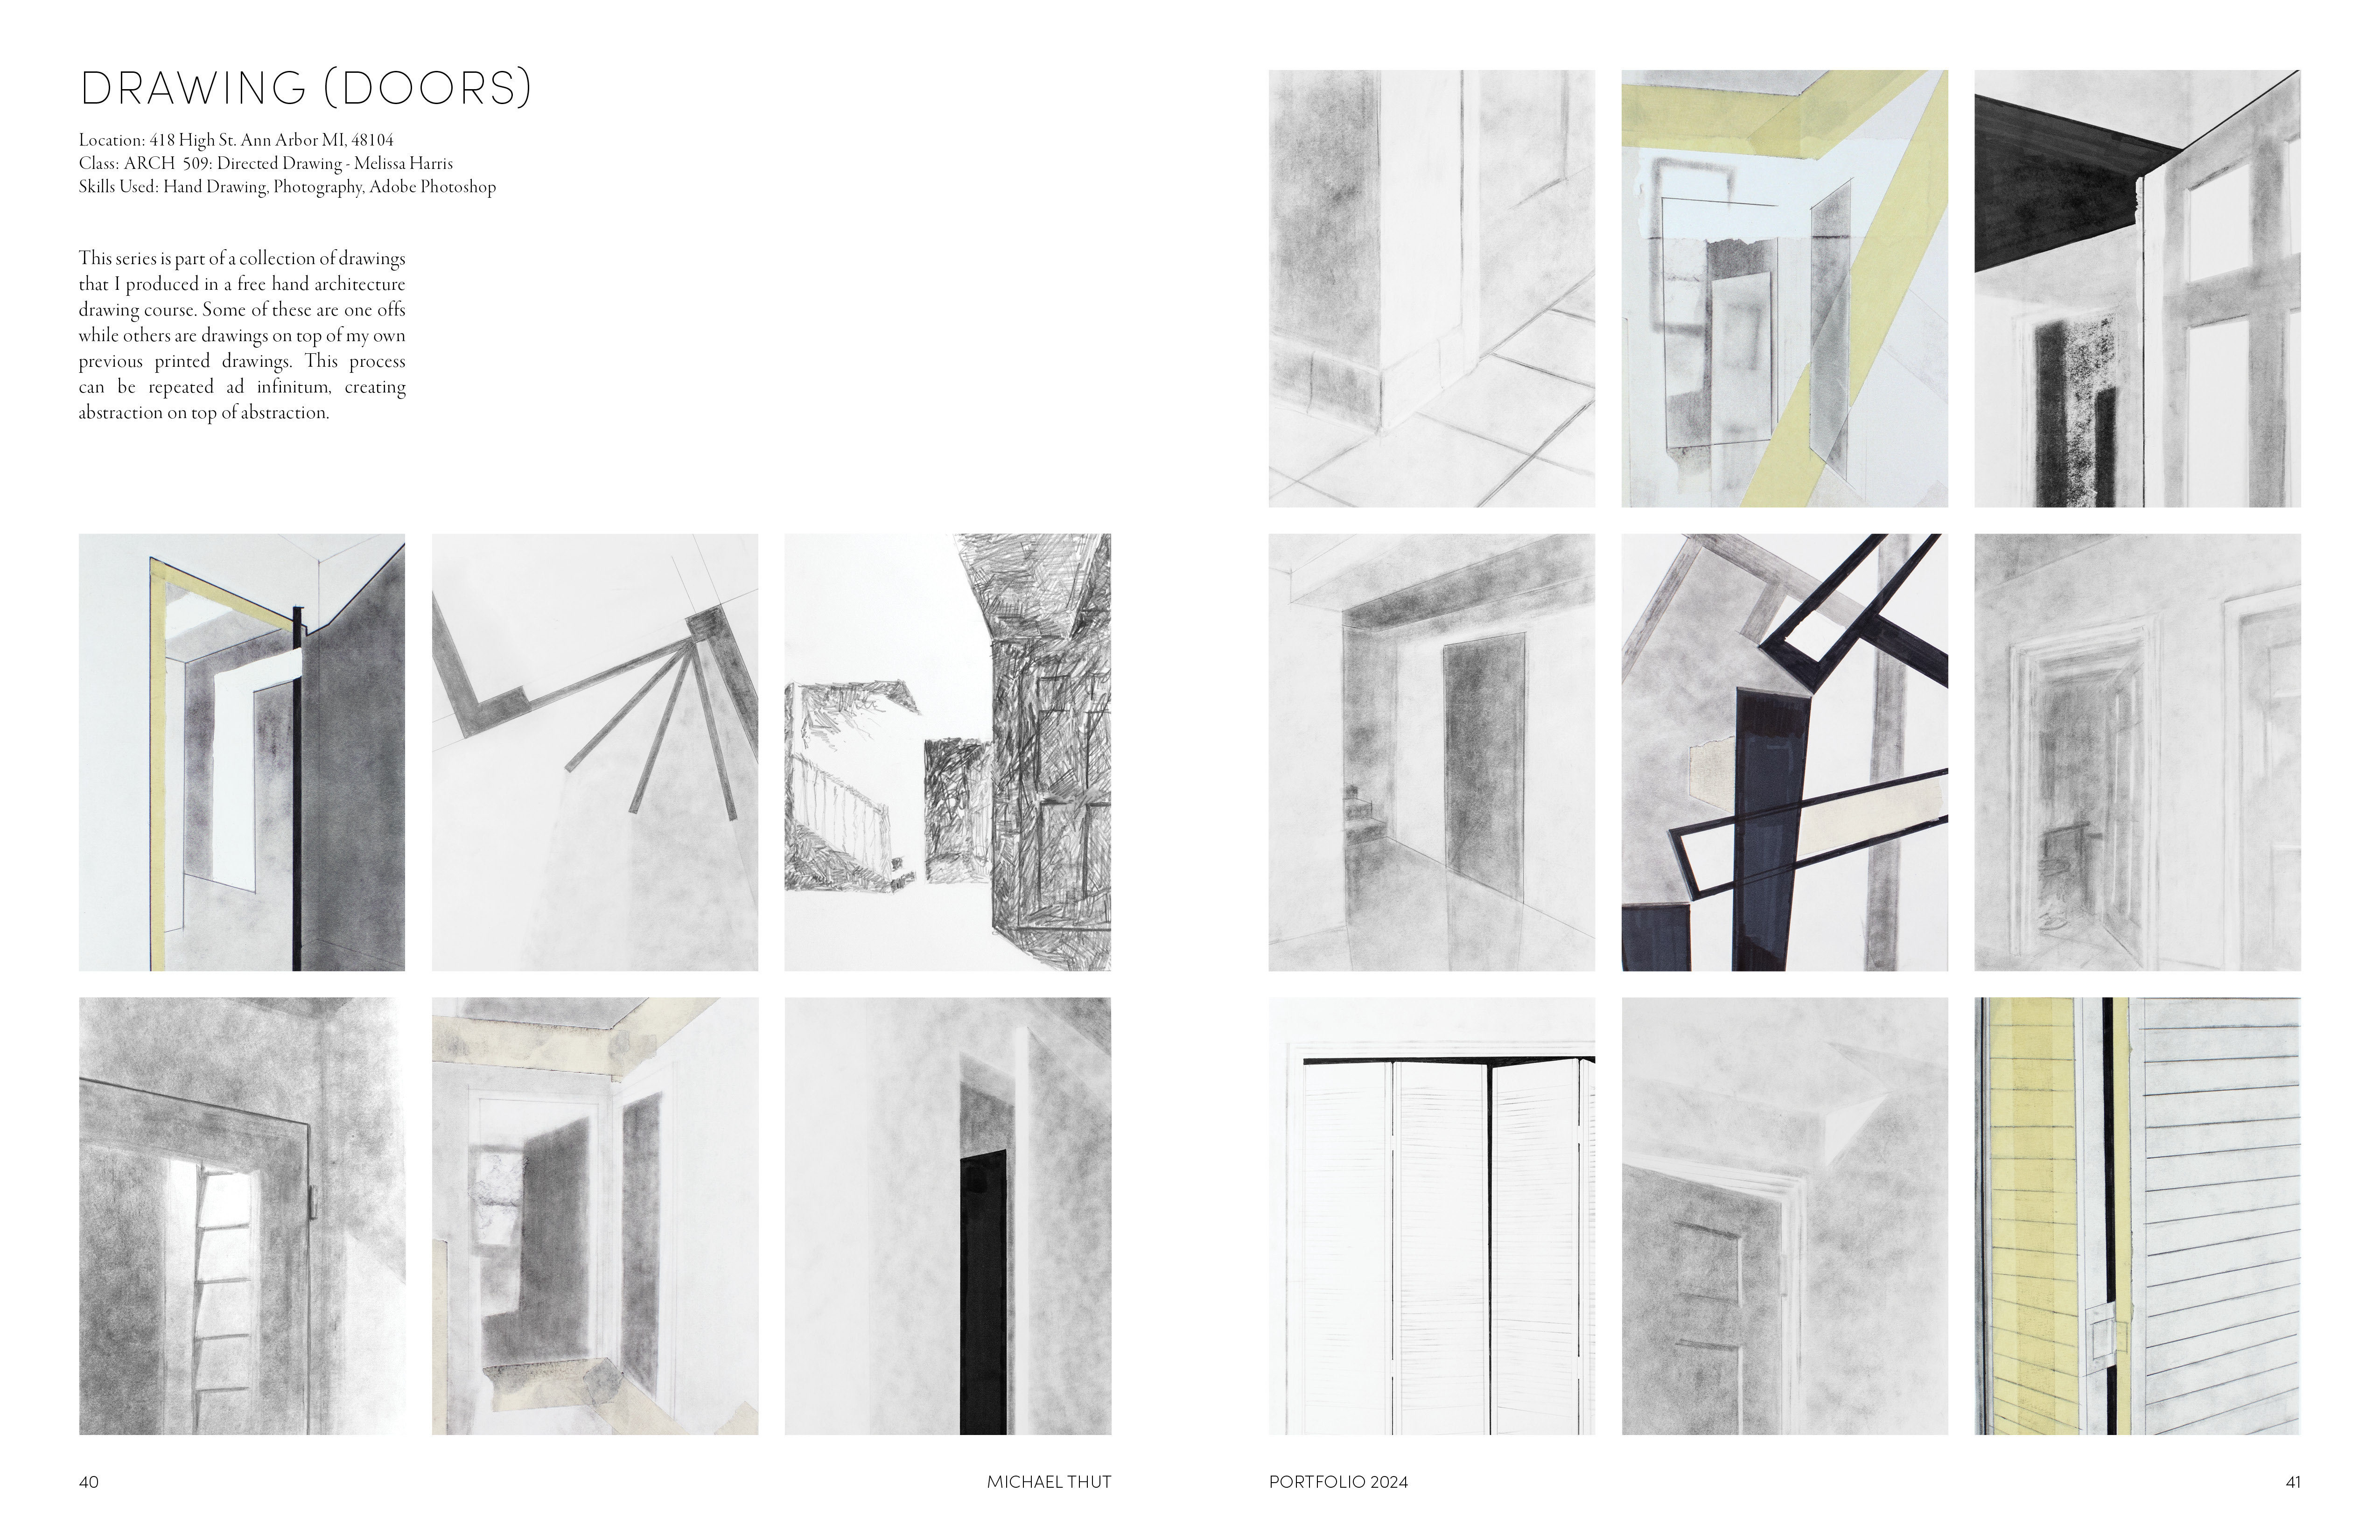 DRAWING (DOORS)
Location: 418 High St. Ann Arbor MI, 48104
Class: ARCH 509: Directed Drawing - Melissa Harris
Skills Used: Hand Drawing, Photography, Adobe Photoshop
This series is part of a collection of drawings
that I produced in a free hand architecture
drawing course. Some of these are one offs
while others are drawings on top of my own
previous printed drawings. This process
can be repeated ad infinitum, creating
abstraction on top of abstraction.
40
MICHAEL THUT
PORTFOLIO 2024
41